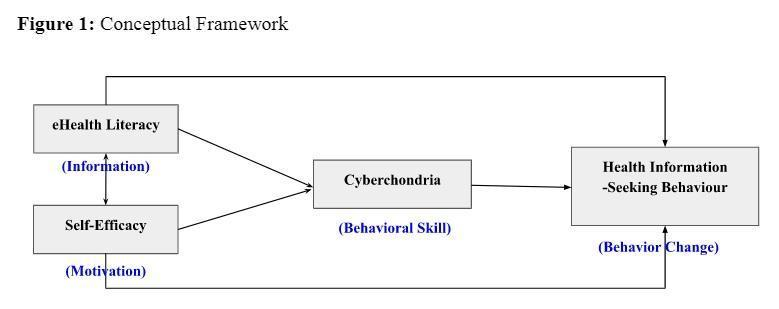 Figure 1: Conceptual Framework
eHealth Literacy
(Information)
Self-Efficacy
(Motivation)
Cyberchondria
(Behavioral Skill)
Health Information
-Seeking Behaviour
(Behavior Change)